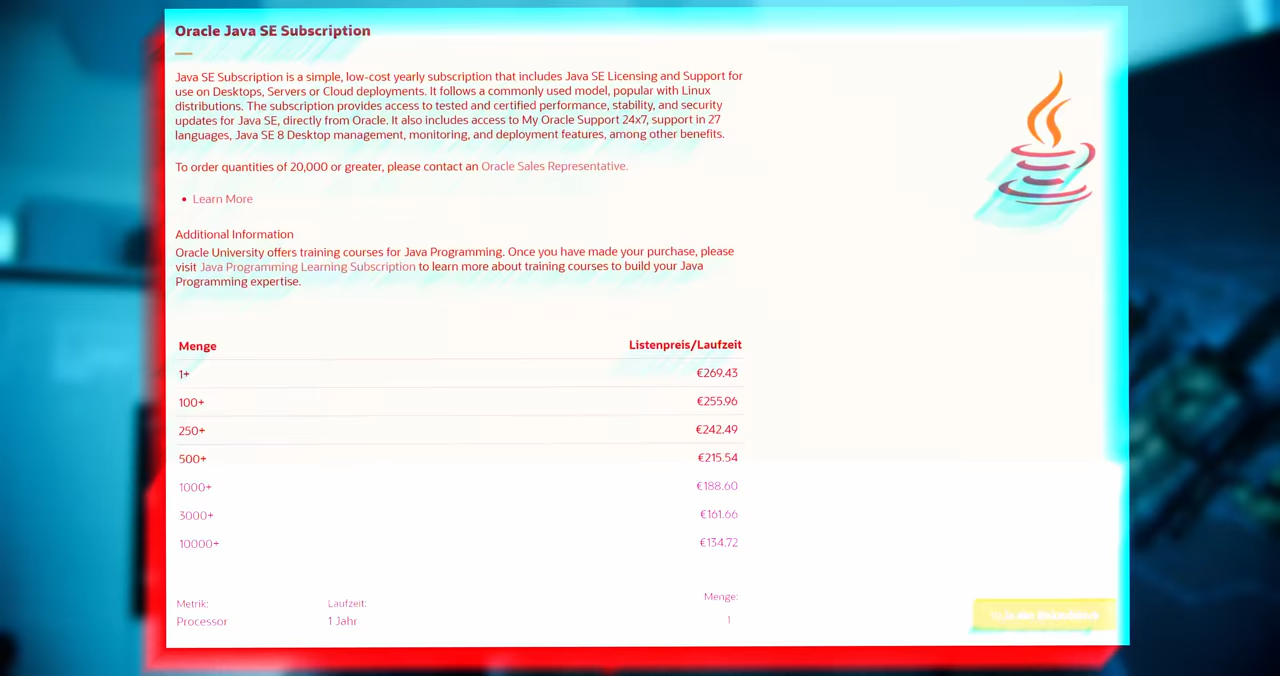 Oracle Java SE Subscription
Java SE Subscription is a simple, low-cost yearly subscription that includes Java SE Licensing and Support for
use on Desktops, Servers or Cloud deployments. It follows a commonly used model, popular with Linux
distributions. The subscription provides access to tested and certified performance, stability, and security
updates for Java SE, directly from Oracle. It also includes access to My Oracle Support 24x7, support in 27
languages, Java SE 8 Desktop management, monitoring, and deployment features, among other benefits.
To order quantities of 20,000 or greater, please contact an Oracle Sales Representative.
• Learn More
Additional Information
Oracle University offers training courses for Java Programming. Once you have made your purchase, please
visit Java Programming Learning Subscription to learn more about training courses to build your Java
Programming expertise.
Menge Listenpreis/Laufzeit
1+ €269.43
100+ €255.96
250+ €242.49
500+ €215.54
1000+ €188.60
3000+ €161.66
10000+ €134.72
Metrik: Laufzeit: Menge:
Processor 1 Jahr 1